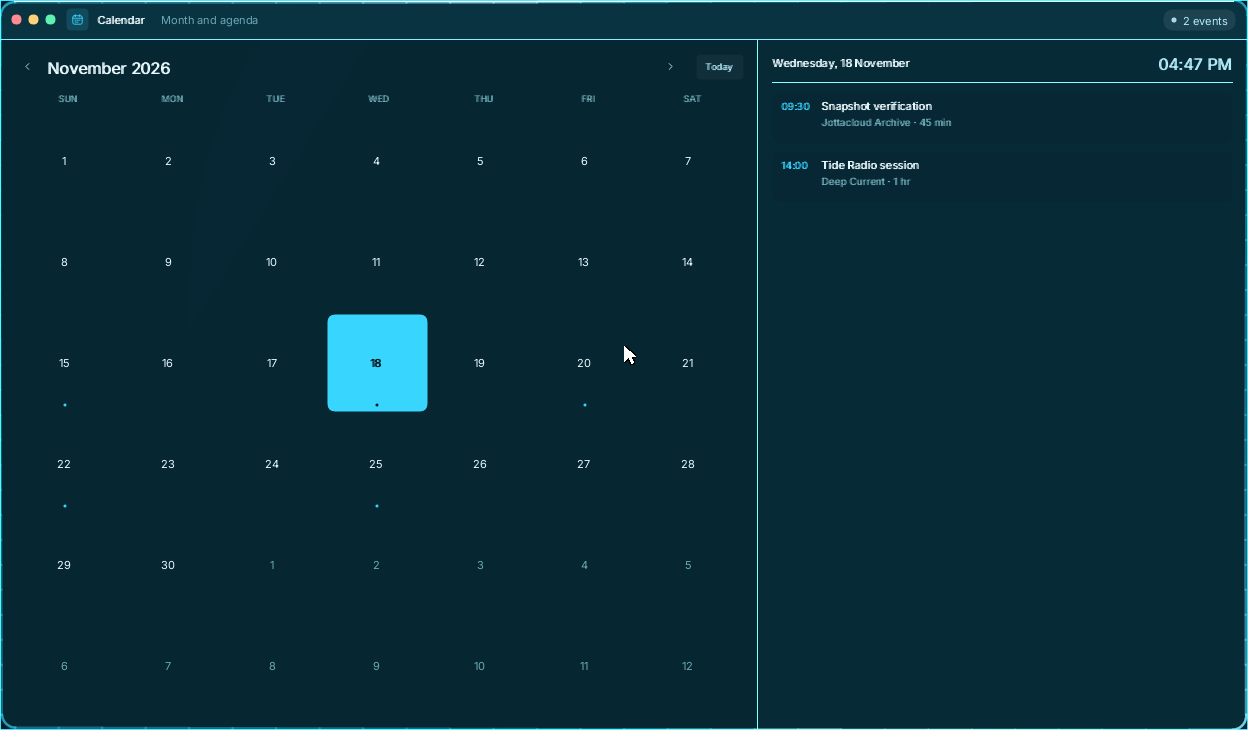 Calendar Month and agenda 2 events
November 2026 Today
SUN MON TUE WED THU FRI SAT
1 2 3 4 5 6 7
8 9 10 11 12 13 14
15 16 17 18 19 20 21
22 23 24 25 26 27 28
29 30 1 2 3 4 5
6 7 8 9 10 11 12
Wednesday, 18 November 04:47 PM
09:30 Snapshot verification
Jottacloud Archive · 45 min
14:00 Tide Radio session
Deep Current · 1 hr